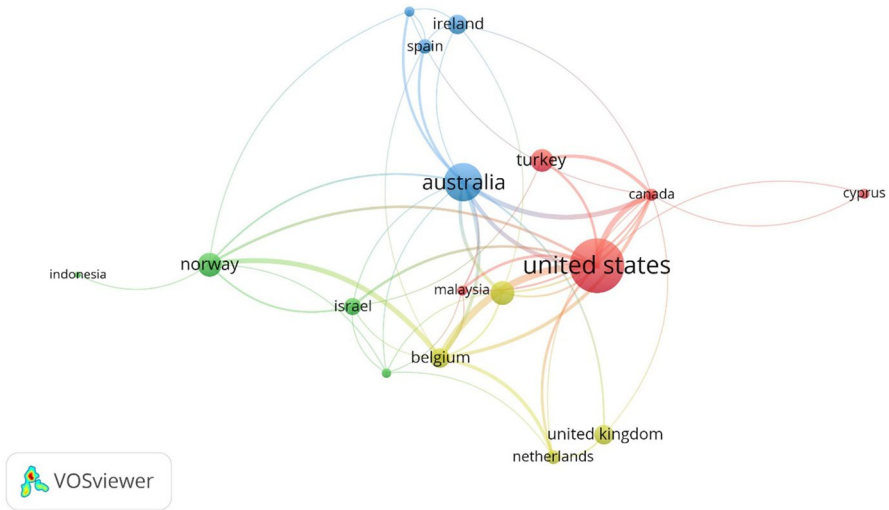 ireland
spain
turkey
australia
canada
cyprus
norway
united states
indonesia
malaysia
israel
belgium
united kingdom
netherlands
VOSviewer